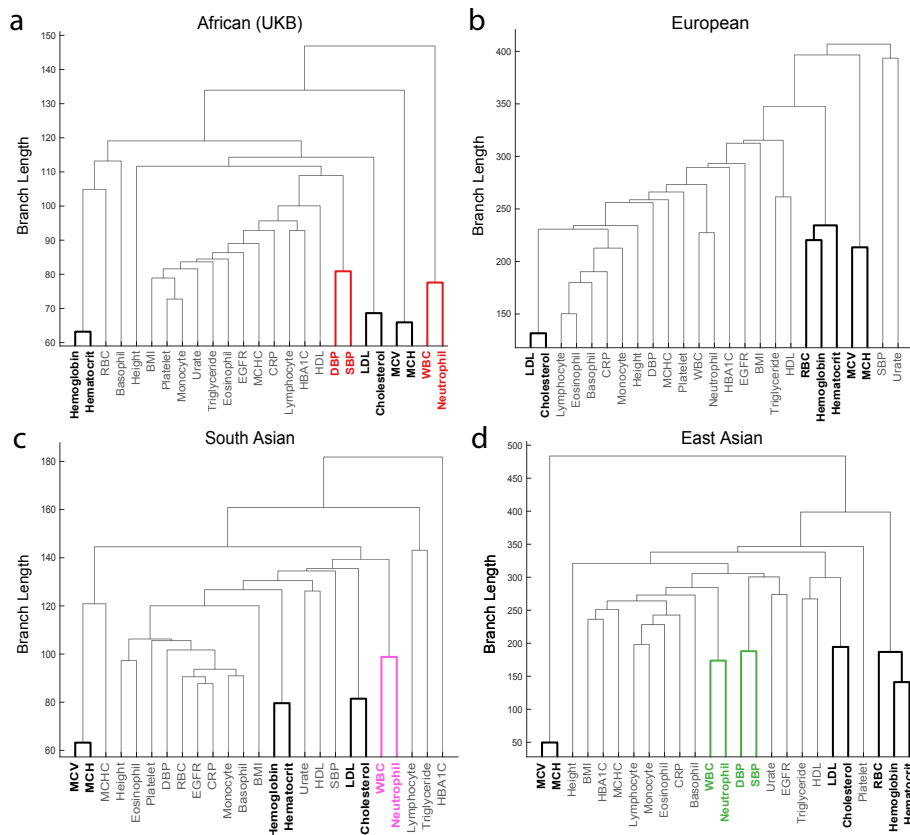 a
African (UKB)
Branch Length
150
140
130
120
110
100
90
80
70
60
Hemoglobin
Hematocrit
RBC
Basophil
Height
BMI
Platelet
Monocyte
Urate
Triglyceride
Eosinophil
EGFR
MCHC
CRP
Lymphocyte
HBA1C
HDL
DBP
SBP
LDL
Cholesterol
MCV
MCH
WBC
Neutrophil
b
European
Branch Length
400
350
300
250
200
150
LDL
Cholesterol
Lymphocyte
Eosinophil
Basophil
CRP
Monocyte
Height
DBP
MCHC
Platelet
WBC
Neutrophil
HBA1C
EGFR
BMI
Triglyceride
HDL
RBC
Hemoglobin
Hematocrit
MCV
MCH
SBP
Urate
c
South Asian
Branch Length
180
160
140
120
100
80
60
MCV
MCH
MCHC
Height
Eosinophil
Platelet
DBP
RBC
EGFR
CRP
Monocyte
Basophil
BMI
Hemoglobin
Hematocrit
Urate
HDL
SBP
LDL
Cholesterol
WBC
Neutrophil
Lymphocyte
Triglyceride
HBA1C
d
East Asian
Branch Length
500
450
400
350
300
250
200
150
100
50
MCV
MCH
Height
BMI
HBA1C
MCHC
Lymphocyte
Monocyte
Eosinophil
CRP
Basophil
WBC
Neutrophil
DBP
SBP
Urate
EGFR
Triglyceride
HDL
LDL
Cholesterol
Platelet
RBC
Hemoglobin
Hematocrit